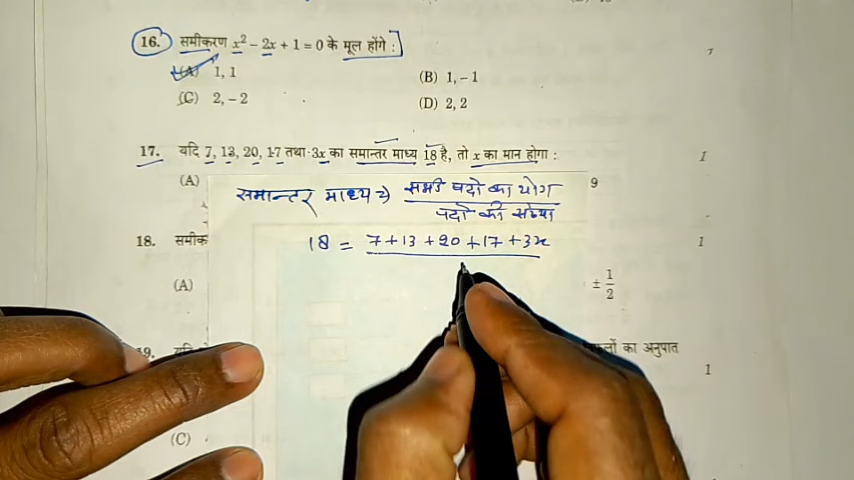 16. समीकरण x² – 2x + 1 = 0 के मूल होंगे :
(A) 1, 1 (B) 1, – 1
(C) 2, – 2 (D) 2, 2
17. यदि 7, 13, 20, 17 तथा 3x का समान्तर माध्य 18 है, तो x का मान होगा : 1
(A) 9
समान्तर माध्य → सभी पदों का योग
पदों की संख्या
18 = 7+13+20+17+3x
18. समीक 1
(A) ± 1/2
19. यदि का अनुपात
1
(C)